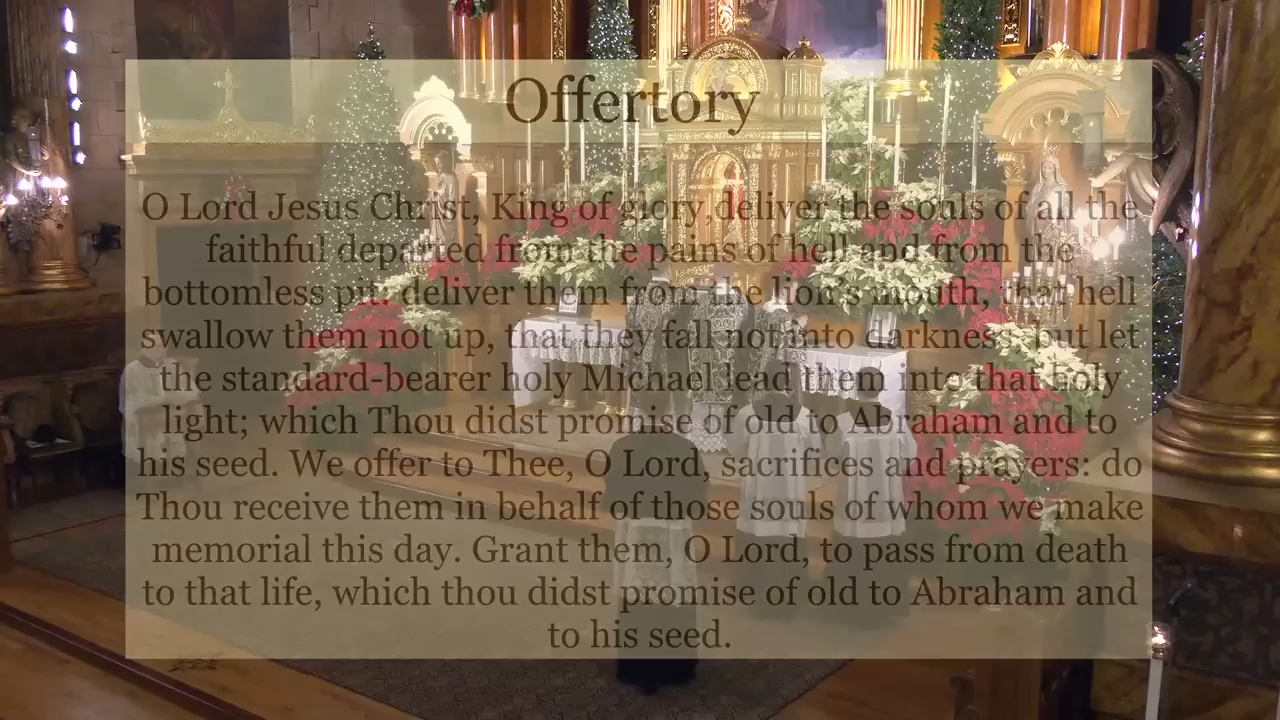 Offertory
O Lord Jesus Christ, King of glory, deliver the souls of all the
faithful departed from the pains of hell and from the
bottomless pit: deliver them from the lion's mouth, that hell
swallow them not up, that they fall not into darkness, but let
the standard-bearer holy Michael lead them into that holy
light; which Thou didst promise of old to Abraham and to
his seed. We offer to Thee, O Lord, sacrifices and prayers: do
Thou receive them in behalf of those souls of whom we make
memorial this day. Grant them, O Lord, to pass from death
to that life, which thou didst promise of old to Abraham and
to his seed.